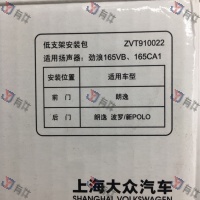 低支架安装包 ZVT910022
适用扬声器：劲浪165VB、165CA1
安装位置 适用车型
前 门 朗逸
后 门 朗逸 波罗/新POLO
上海大众汽车
SHANGHAI VOLKSWAGEN